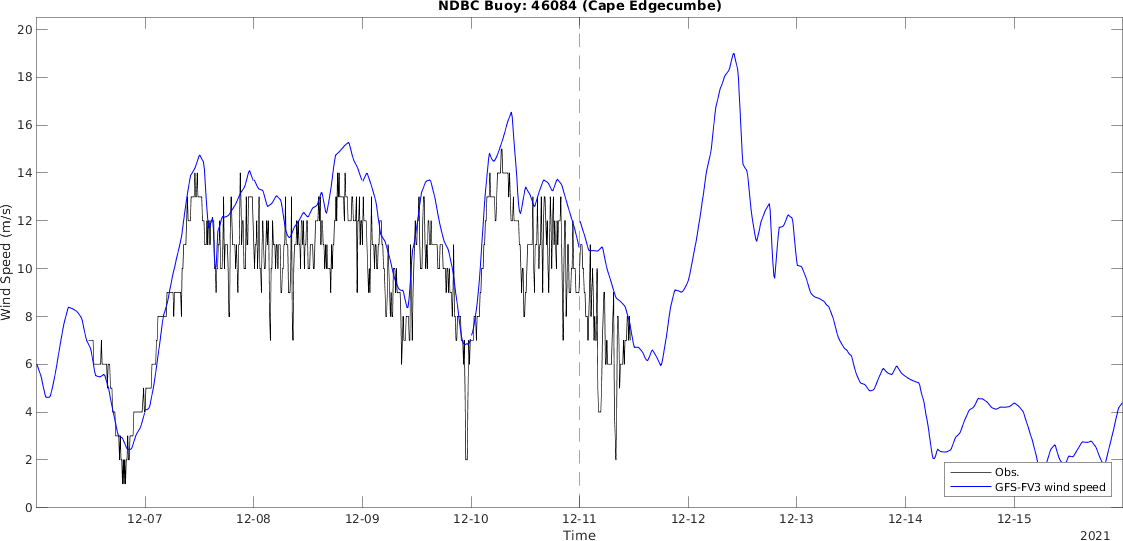 NDBC Buoy: 46084 (Cape Edgecumbe)
20
18
16
14
12
10
8
6
4
2
0
Wind Speed (m/s)
12-07 12-08 12-09 12-10 12-11 12-12 12-13 12-14 12-15
Time
2021
Obs.
GFS-FV3 wind speed